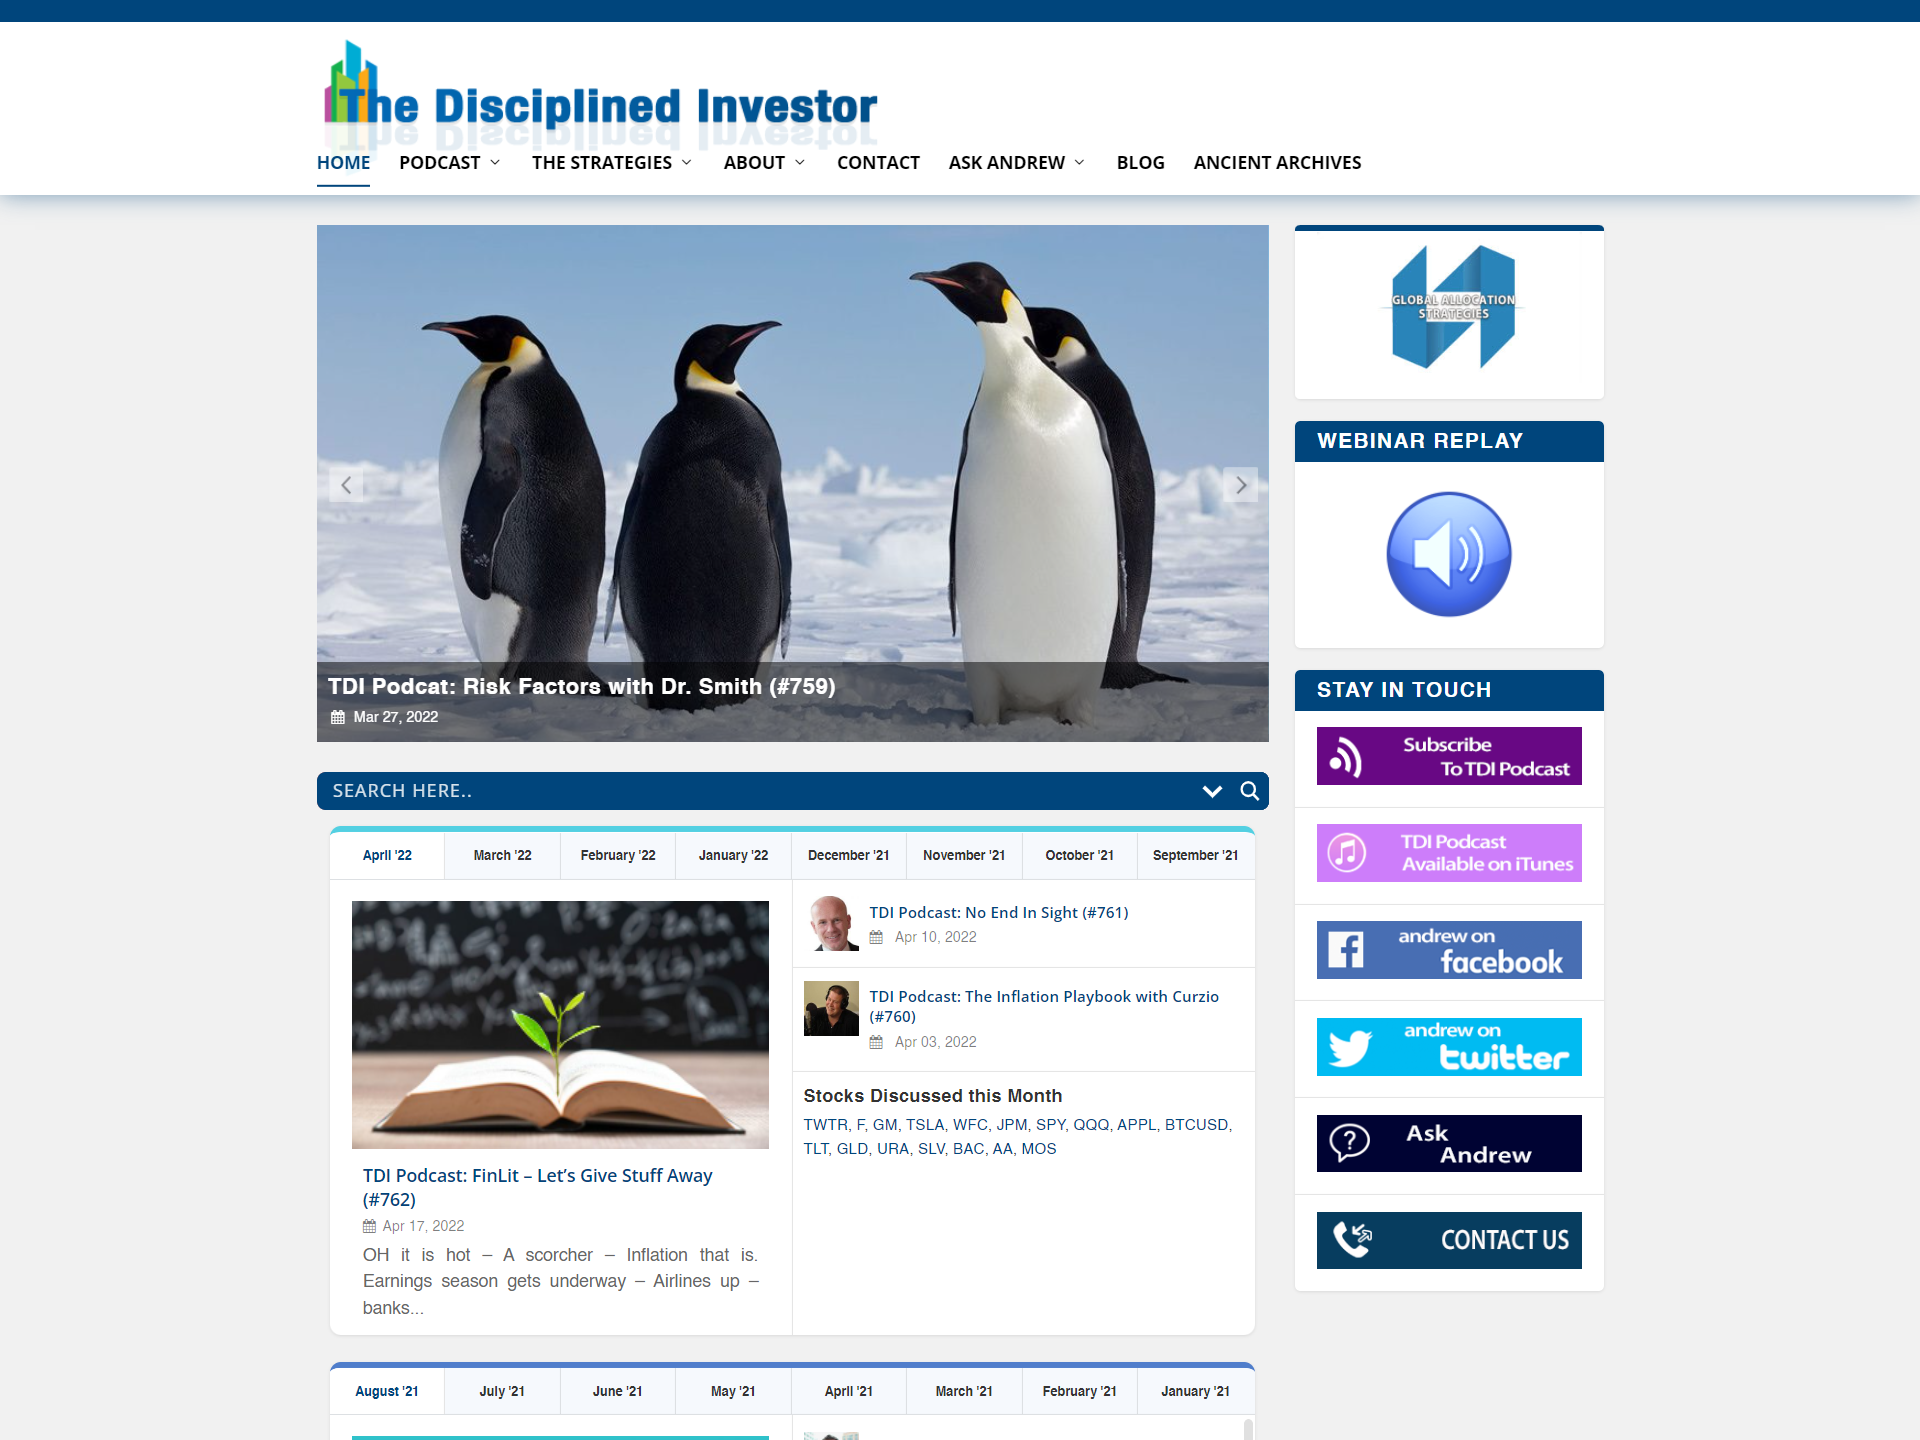 The Disciplined Investor
HOME PODCAST THE STRATEGIES ABOUT CONTACT ASK ANDREW BLOG ANCIENT ARCHIVES
TDI Podcat: Risk Factors with Dr. Smith (#759)
Mar 27, 2022
SEARCH HERE..
April '22 March '22 February '22 January '22 December '21 November '21 October '21 September '21
TDI Podcast: FinLit – Let's Give Stuff Away
(#762)
Apr 17, 2022
OH it is hot – A scorcher – Inflation that is.
Earnings season gets underway – Airlines up –
banks...
TDI Podcast: No End In Sight (#761)
Apr 10, 2022
TDI Podcast: The Inflation Playbook with Curzio
(#760)
Apr 03, 2022
Stocks Discussed this Month
TWTR, F, GM, TSLA, WFC, JPM, SPY, QQQ, APPL, BTCUSD,
TLT, GLD, URA, SLV, BAC, AA, MOS
August '21 July '21 June '21 May '21 April '21 March '21 February '21 January '21
GLOBAL ALLOCATION
STRATEGIES
WEBINAR REPLAY
STAY IN TOUCH
Subscribe
To TDI Podcast
TDI Podcast
Available on iTunes
andrew on
facebook
andrew on
twitter
Ask
Andrew
CONTACT US